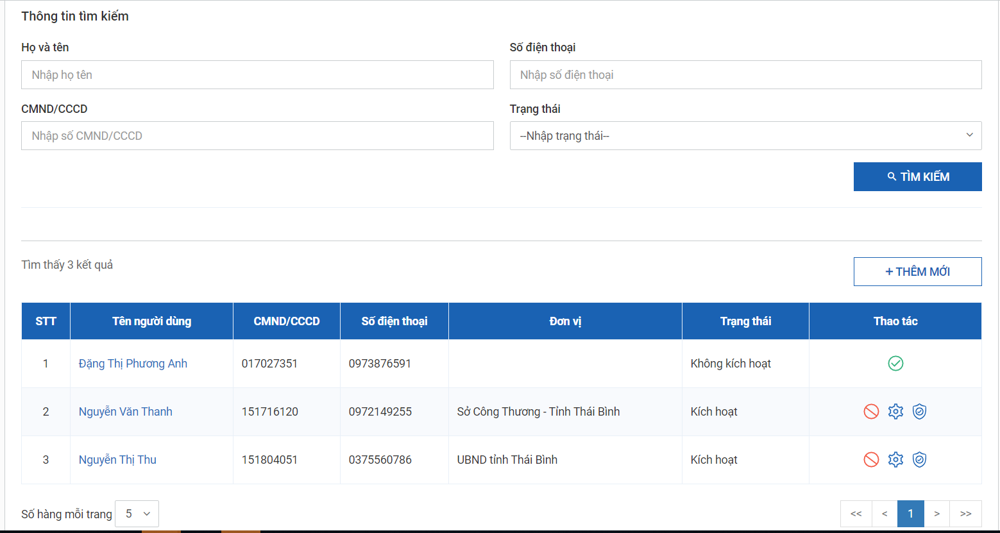 Thông tin tìm kiếm
Họ và tên
Số điện thoại
Nhập họ tên
Nhập số điện thoại
CMND/CCCD
Trạng thái
Nhập số CMND/CCCD
--Nhập trạng thái--
TÌM KIẾM
Tìm thấy 3 kết quả
+ THÊM MỚI
STT Tên người dùng CMND/CCCD Số điện thoại Đơn vị Trạng thái Thao tác
1 Đặng Thị Phương Anh 017027351 0973876591 Không kích hoạt
2 Nguyễn Văn Thanh 151716120 0972149255 Sở Công Thương - Tỉnh Thái Bình Kích hoạt
3 Nguyễn Thị Thu 151804051 0375560786 UBND tỉnh Thái Bình Kích hoạt
Số hàng mỗi trang 5
<< < 1 > >>